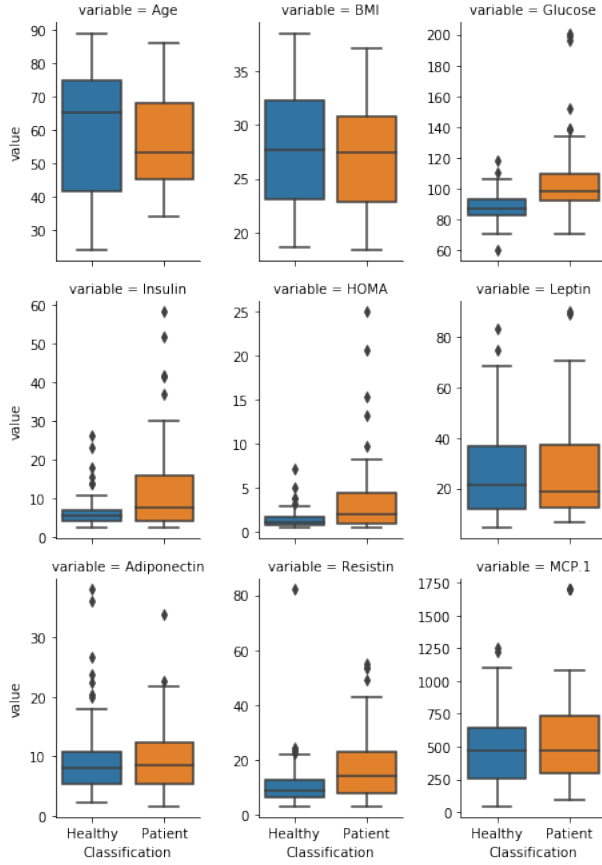 variable = Age
variable = BMI
variable = Glucose
90
80
70
60
50
40
30
value
35
30
25
20
200
180
160
140
120
100
80
60
variable = Insulin
variable = HOMA
variable = Leptin
60
50
40
30
20
10
0
value
25
20
15
10
5
0
80
60
40
20
variable = Adiponectin
variable = Resistin
variable = MCP.1
30
20
10
0
value
80
60
40
20
0
1750
1500
1250
1000
750
500
250
0
Healthy Patient
Classification
Healthy Patient
Classification
Healthy Patient
Classification